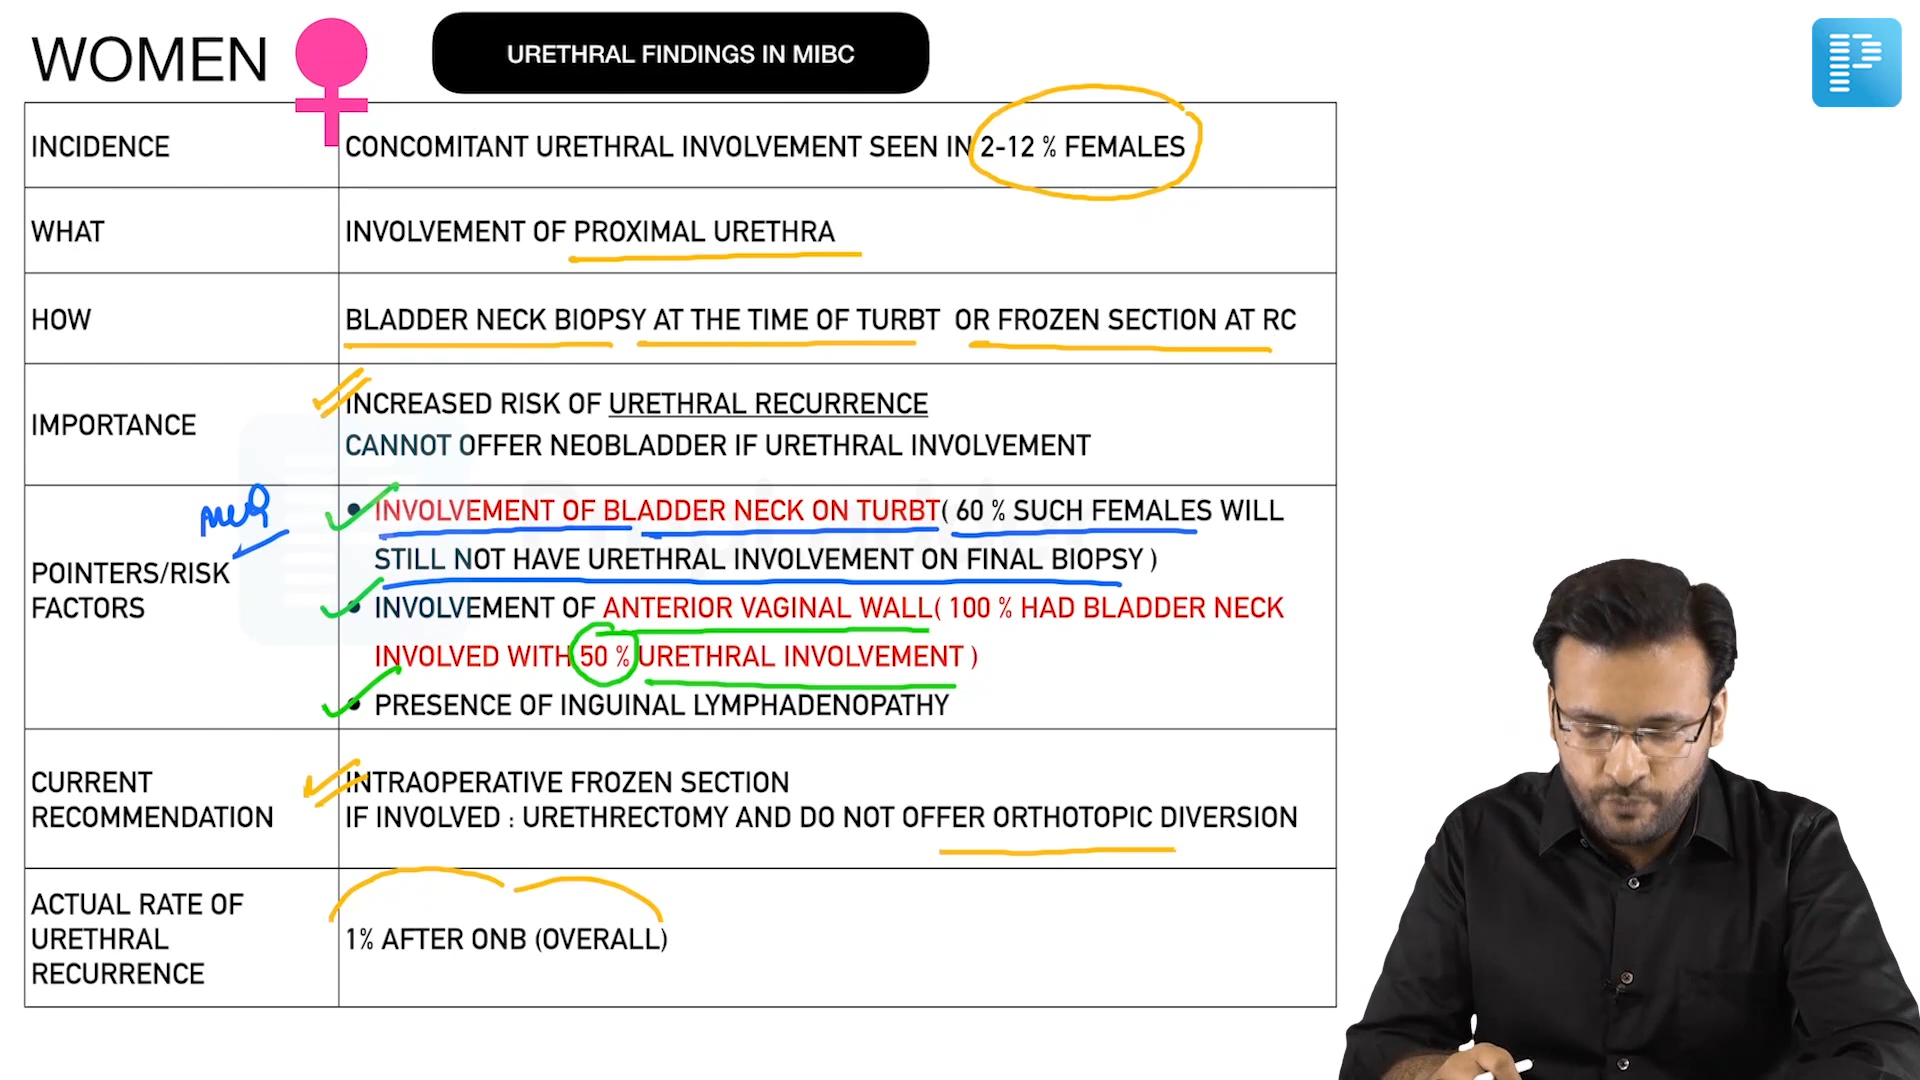 WOMEN
URETHRAL FINDINGS IN MIBC
INCIDENCE
CONCOMITANT URETHRAL INVOLVEMENT SEEN IN 2-12 % FEMALES
WHAT
INVOLVEMENT OF PROXIMAL URETHRA
HOW
BLADDER NECK BIOPSY AT THE TIME OF TURBT OR FROZEN SECTION AT RC
IMPORTANCE
INCREASED RISK OF URETHRAL RECURRENCE
CANNOT OFFER NEOBLADDER IF URETHRAL INVOLVEMENT
MCQ
POINTERS/RISK
FACTORS
• INVOLVEMENT OF BLADDER NECK ON TURBT( 60 % SUCH FEMALES WILL
STILL NOT HAVE URETHRAL INVOLVEMENT ON FINAL BIOPSY )
• INVOLVEMENT OF ANTERIOR VAGINAL WALL( 100 % HAD BLADDER NECK
INVOLVED WITH 50 % URETHRAL INVOLVEMENT )
• PRESENCE OF INGUINAL LYMPHADENOPATHY
CURRENT
RECOMMENDATION
INTRAOPERATIVE FROZEN SECTION
IF INVOLVED : URETHRECTOMY AND DO NOT OFFER ORTHOTOPIC DIVERSION
ACTUAL RATE OF
URETHRAL
RECURRENCE
1% AFTER ONB (OVERALL)